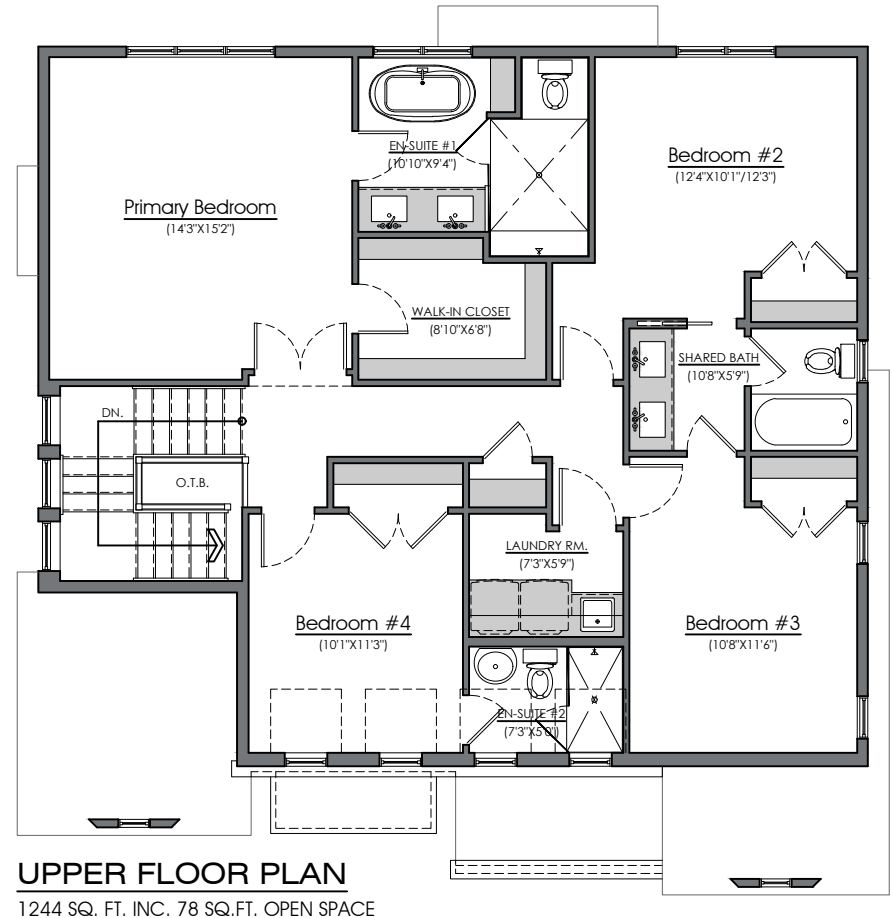 EN-SUITE #1
(10'10"X9'4")
Bedroom #2
(12'4"X10'1"/12'3")
Primary Bedroom
(14'3"X15'2")
WALK-IN CLOSET
(8'10"X6'8")
SHARED BATH
(10'8"X5'9")
DN.
O.T.B.
LAUNDRY RM.
(7'3"X5'9")
Bedroom #4
(10'1"X11'3")
Bedroom #3
(10'8"X11'6")
EN-SUITE #2
(7'3"X5'0")
UPPER FLOOR PLAN
1244 SQ. FT. INC. 78 SQ.FT. OPEN SPACE